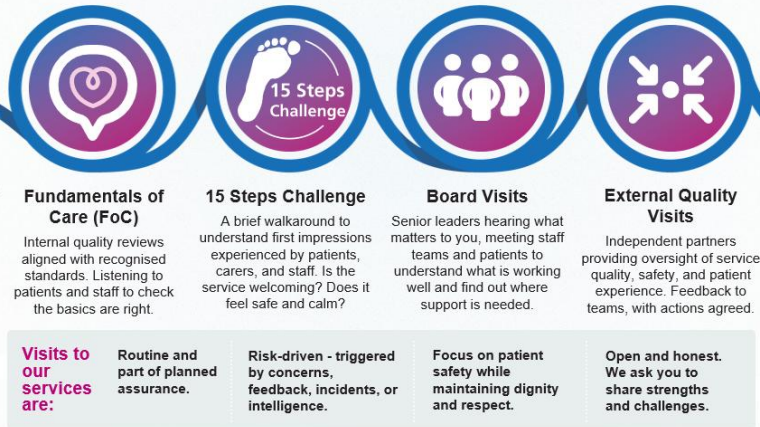 15 Steps
Challenge
Fundamentals of
Care (FoC)
Internal quality reviews
aligned with recognised
standards. Listening to
patients and staff to check
the basics are right.
15 Steps Challenge
A brief walkaround to
understand first impressions
experienced by patients,
carers, and staff. Is the
service welcoming? Does it
feel safe and calm?
Board Visits
Senior leaders hearing what
matters to you, meeting staff
teams and patients to
understand what is working
well and find out where
support is needed.
External Quality
Visits
Independent partners
providing oversight of service
quality, safety, and patient
experience. Feedback to
teams, with actions agreed.
Visits to
our
services
are:
Routine and
part of planned
assurance.
Risk-driven - triggered
by concerns,
feedback, incidents, or
intelligence.
Focus on patient
safety while
maintaining dignity
and respect.
Open and honest.
We ask you to
share strengths
and challenges.